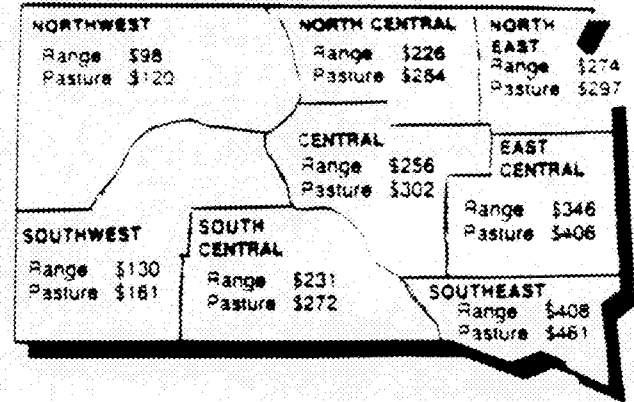 NORTHWEST
Range $98
Pasture $120
NORTH CENTRAL
Range $226
Pasture $264
NORTH
EAST
Range $274
Pasture $297
CENTRAL
Range $256
Pasture $302
EAST
CENTRAL
Range $346
Pasture $406
SOUTHWEST
Range $130
Pasture $161
SOUTH
CENTRAL
Range $231
Pasture $272
SOUTHEAST
Range $408
Pasture $461